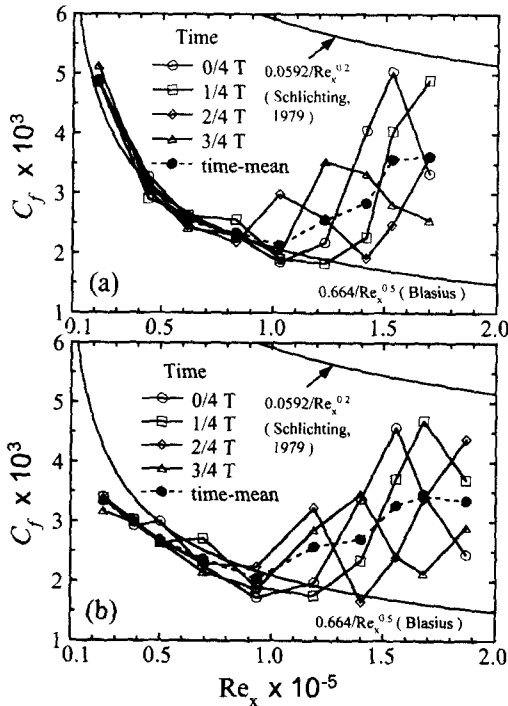 6
5
4
3
2
1
C_f x 10^3
Time
0/4 T
1/4 T
2/4 T
3/4 T
time-mean
0.0592/Re_x^0.2
( Schlichting,
1979 )
(a)
0.664/Re_x^0.5 ( Blasius )
0.1 0.5 1.0 1.5 2.0
6
5
4
3
2
1
C_f x 10^3
Time
0/4 T
1/4 T
2/4 T
3/4 T
time-mean
0.0592/Re_x^0.2
( Schlichting,
1979 )
(b)
0.664/Re_x^0.5 ( Blasius )
0.1 0.5 1.0 1.5 2.0
Re_x x 10^-5